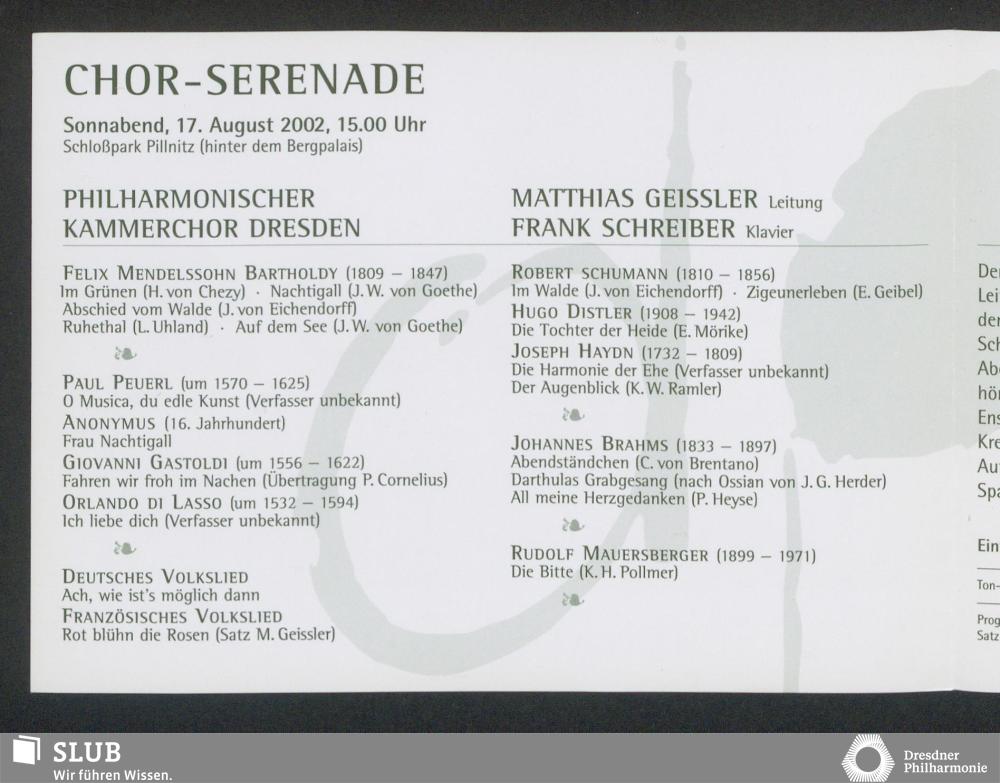 CHOR-SERENADE
Sonnabend, 17. August 2002, 15.00 Uhr
Schloßpark Pillnitz (hinter dem Bergpalais)
PHILHARMONISCHER
KAMMERCHOR DRESDEN
MATTHIAS GEISSLER Leitung
FRANK SCHREIBER Klavier
FELIX MENDELSSOHN BARTHOLDY (1809 – 1847)
Im Grünen (H. von Chezy) · Nachtigall (J. W. von Goethe)
Abschied vom Walde (J. von Eichendorff)
Ruhethal (L. Uhland) · Auf dem See (J. W. von Goethe)
PAUL PEUERL (um 1570 – 1625)
O Musica, du edle Kunst (Verfasser unbekannt)
ANONYMUS (16. Jahrhundert)
Frau Nachtigall
GIOVANNI GASTOLDI (um 1556 – 1622)
Fahren wir froh im Nachen (Übertragung P. Cornelius)
ORLANDO DI LASSO (um 1532 – 1594)
Ich liebe dich (Verfasser unbekannt)
DEUTSCHES VOLKSLIED
Ach, wie ist's möglich dann
FRANZÖSISCHES VOLKSLIED
Rot blühn die Rosen (Satz M. Geissler)
ROBERT SCHUMANN (1810 – 1856)
Im Walde (J. von Eichendorff) · Zigeunerleben (E. Geibel)
HUGO DISTLER (1908 – 1942)
Die Tochter der Heide (E. Mörike)
JOSEPH HAYDN (1732 – 1809)
Die Harmonie der Ehe (Verfasser unbekannt)
Der Augenblick (K. W. Ramler)
JOHANNES BRAHMS (1833 – 1897)
Abendständchen (C. von Brentano)
Darthulas Grabgesang (nach Ossian von J. G. Herder)
All meine Herzgedanken (P. Heyse)
RUDOLF MAUERSBERGER (1899 – 1971)
Die Bitte (K. H. Pollmer)
SLUB
Wir führen Wissen.
Dresdner
Philharmonie